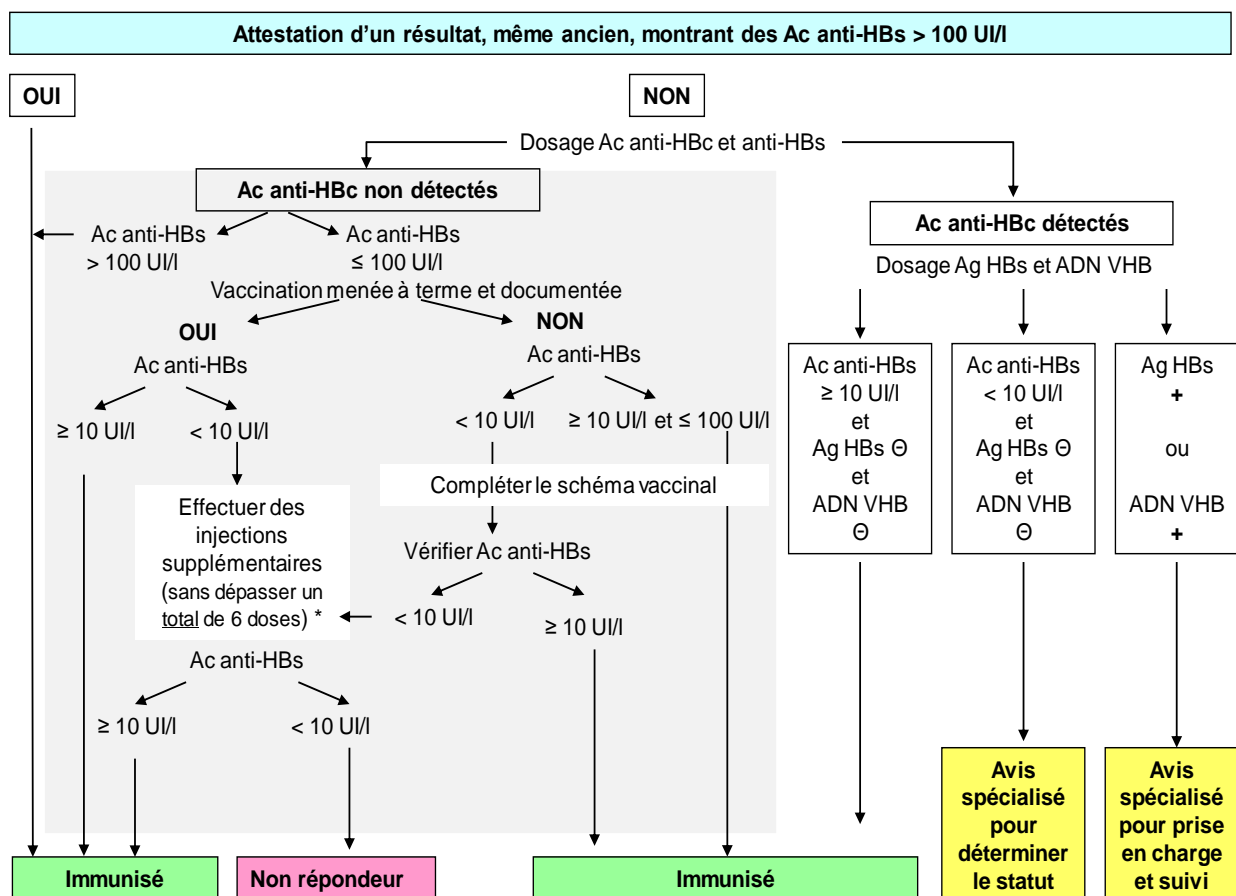 Attestation d’un résultat, même ancien, montrant des Ac anti-HBs > 100 UI/l
OUI
NON
Dosage Ac anti-HBc et anti-HBs
Ac anti-HBc non détectés
Ac anti-HBs
> 100 UI/l
Ac anti-HBs
≤ 100 UI/l
Vaccination menée à terme et documentée
OUI
Ac anti-HBs
≥ 10 UI/l
< 10 UI/l
Effectuer des
injections
supplémentaires
(sans dépasser un
total de 6 doses) *
Ac anti-HBs
≥ 10 UI/l
< 10 UI/l
NON
Ac anti-HBs
< 10 UI/l
≥ 10 UI/l et ≤ 100 UI/l
Compléter le schéma vaccinal
Vérifier Ac anti-HBs
< 10 UI/l
≥ 10 UI/l
Ac anti-HBc détectés
Dosage Ag HBs et ADN VHB
Ac anti-HBs
≥ 10 UI/l
et
Ag HBs Θ
et
ADN VHB
Θ
Ac anti-HBs
< 10 UI/l
et
Ag HBs Θ
et
ADN VHB
Θ
Ag HBs
+
ou
ADN VHB
+
Immunisé
Non répondeur
Immunisé
Avis
spécialisé
pour
déterminer
le statut
Avis
spécialisé
pour prise
en charge
et suivi